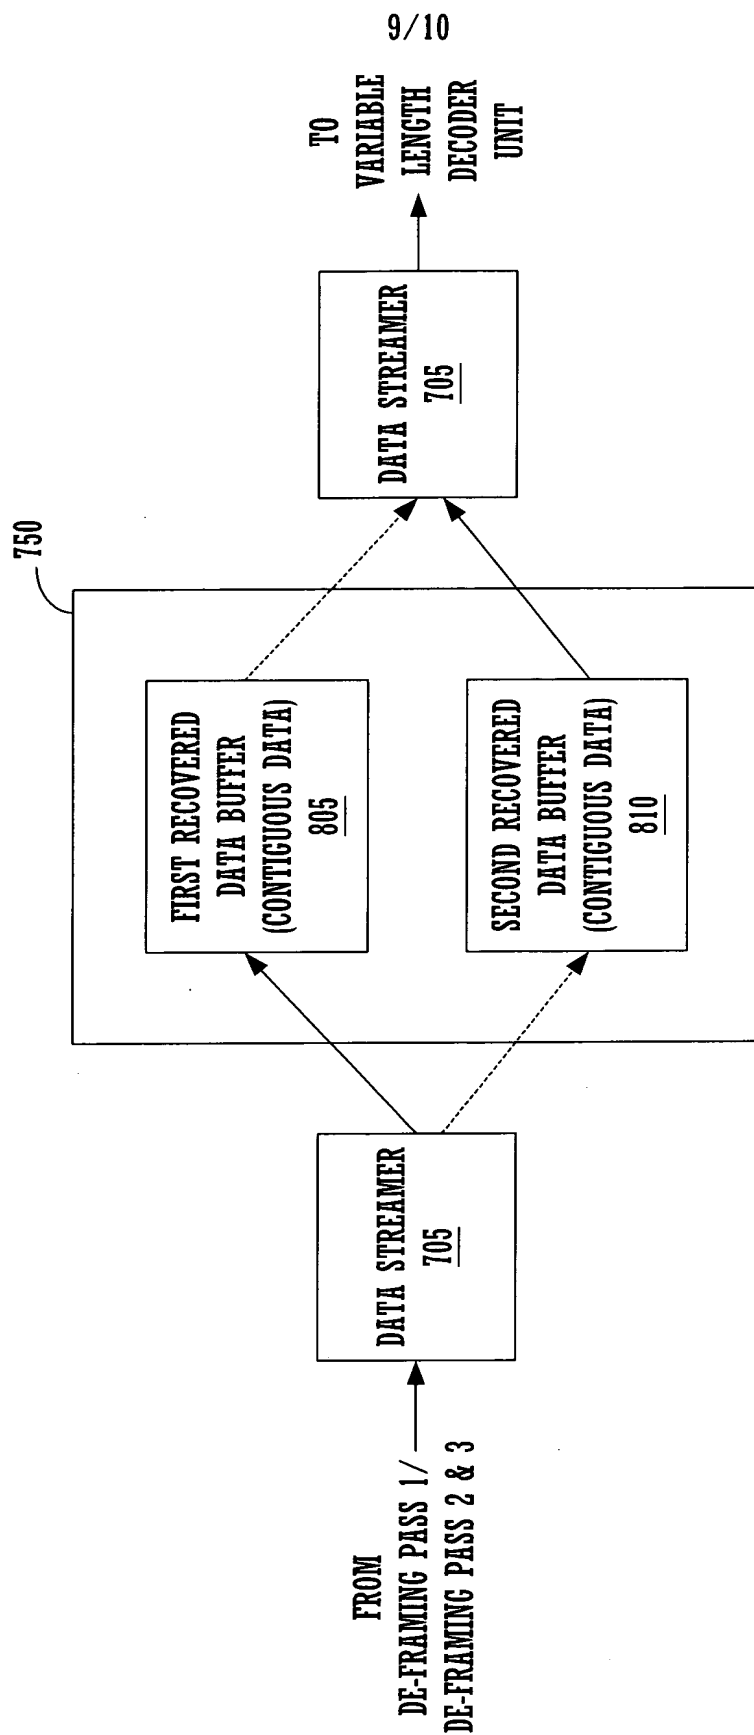 9/10
FROM
DE-FRAMING PASS 1/
DE-FRAMING PASS 2 & 3
DATA STREAMER
705
750
FIRST RECOVERED
DATA BUFFER
(CONTIGUOUS DATA)
805
SECOND RECOVERED
DATA BUFFER
(CONTIGUOUS DATA)
810
DATA STREAMER
705
TO
VARIABLE
LENGTH
DECODER
UNIT